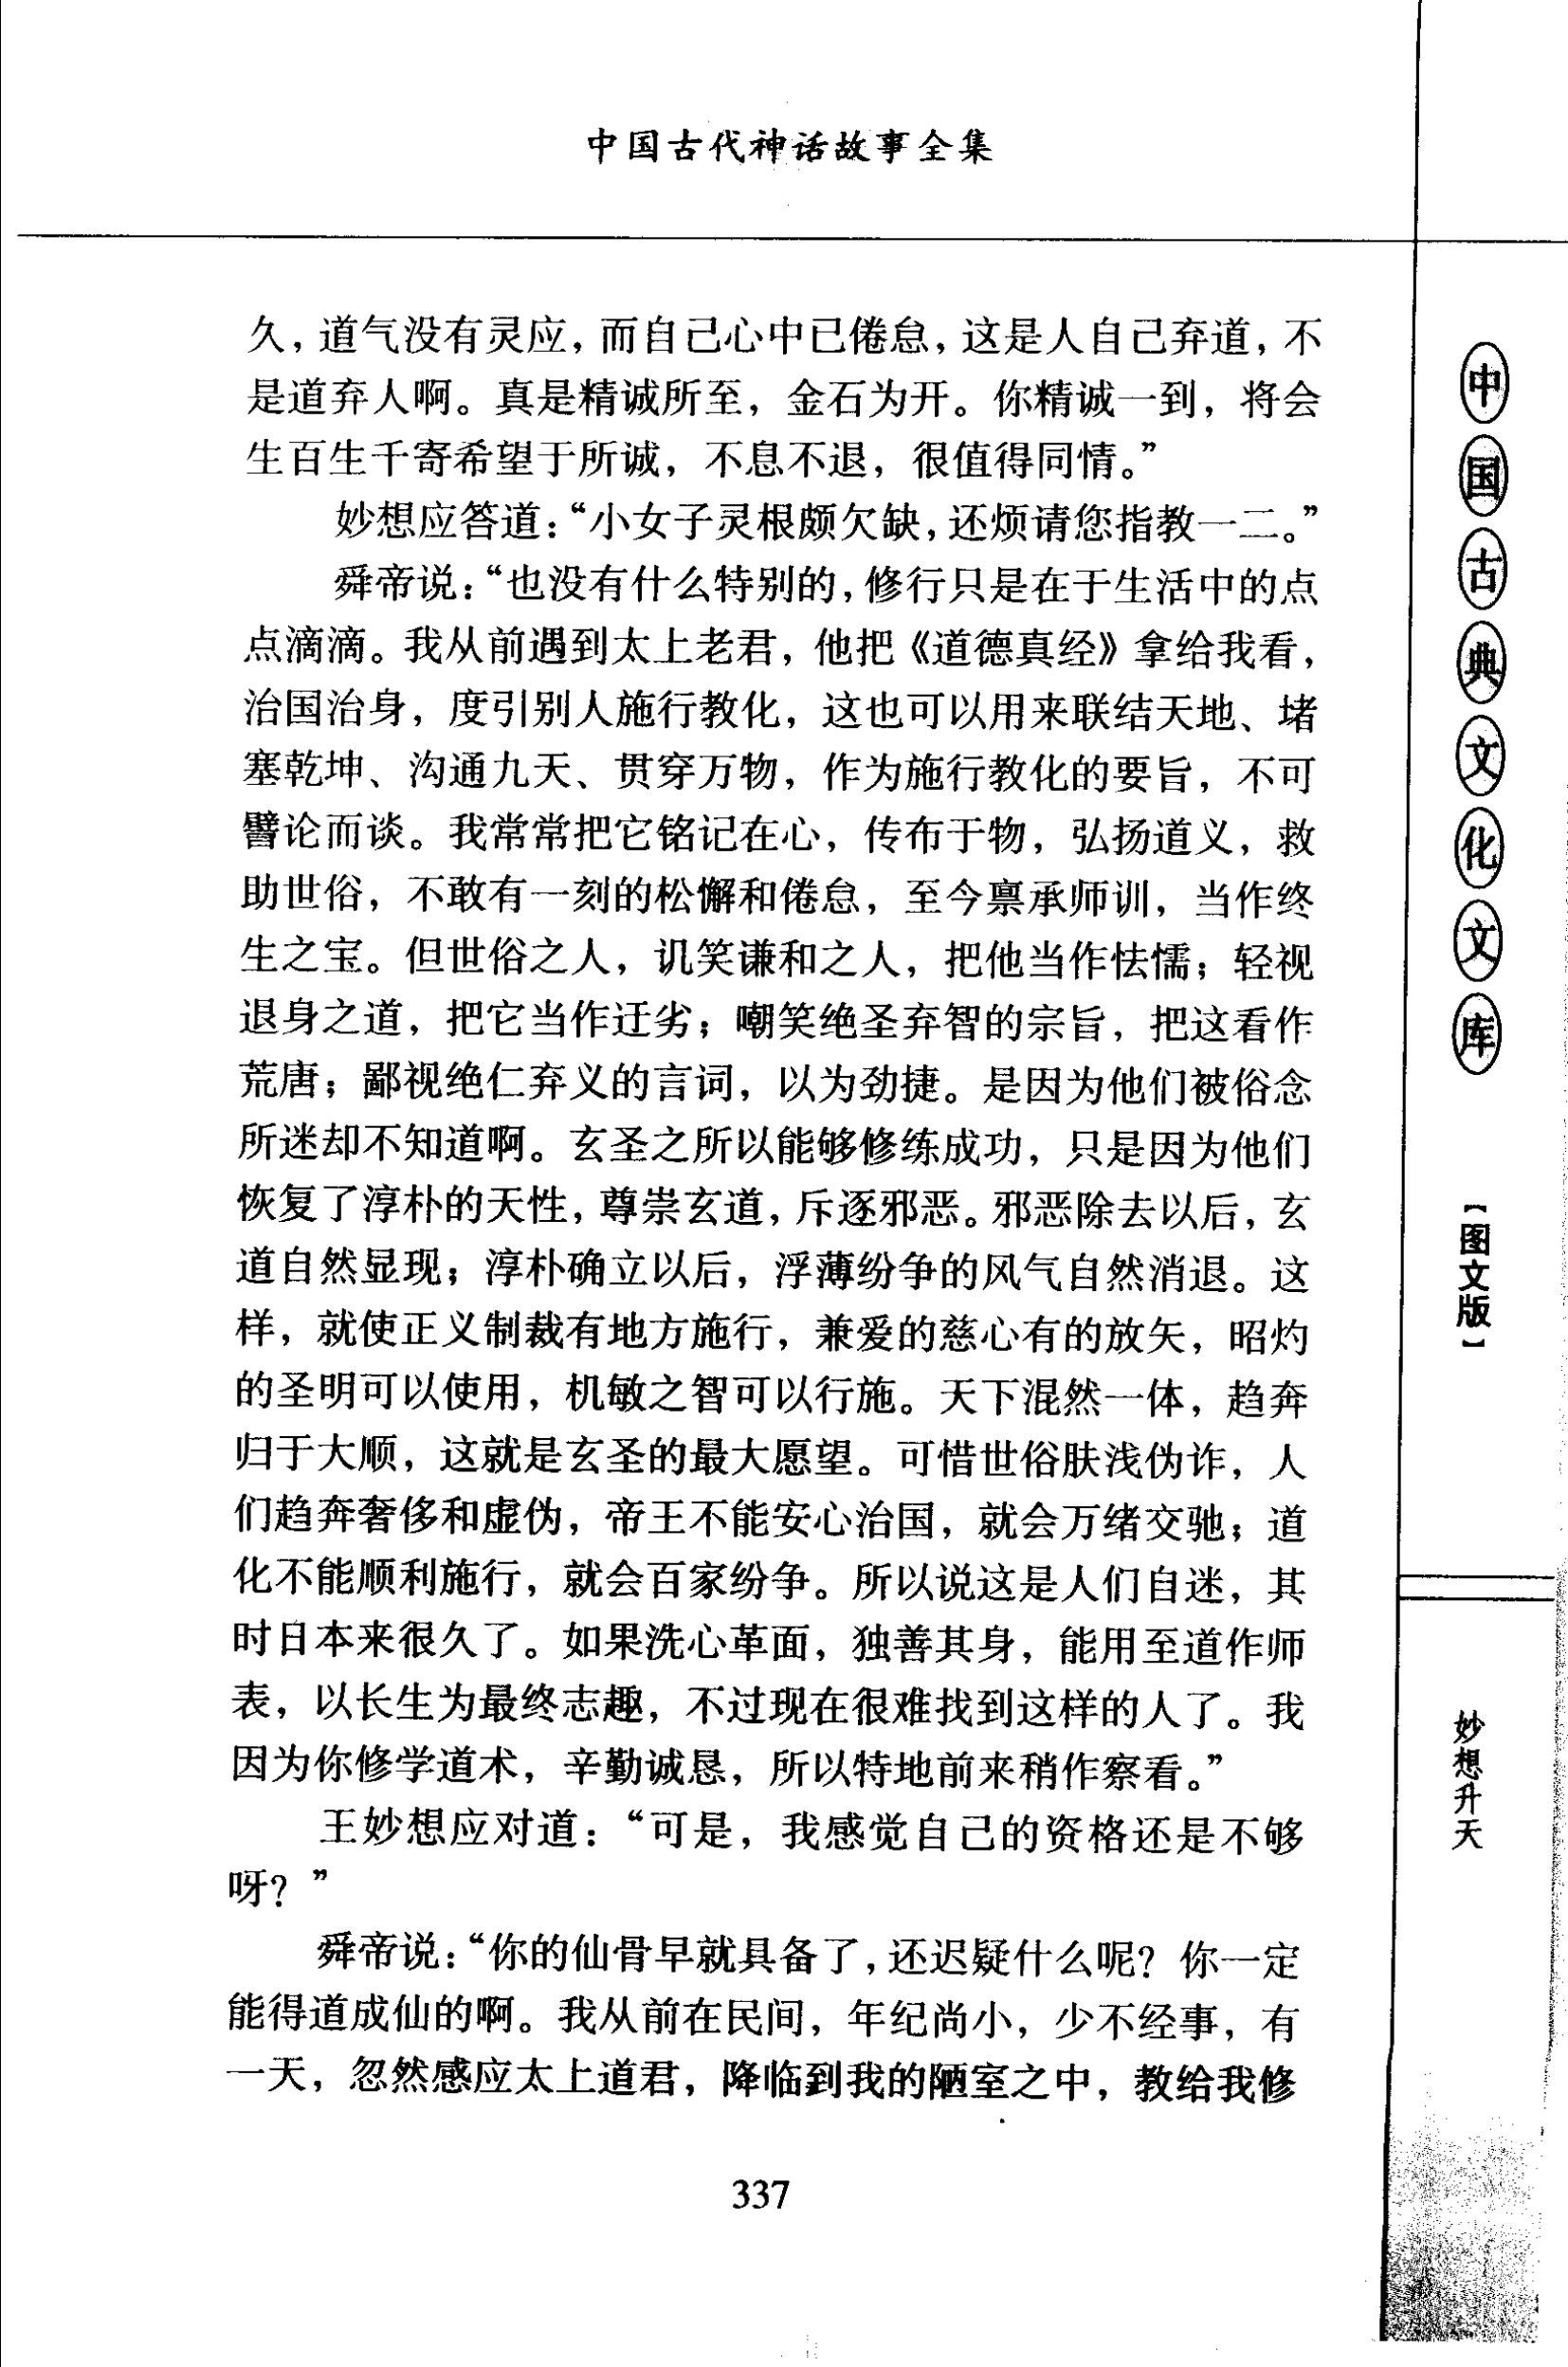 中国古代神话故事全集
久，道气没有灵应，而自己心中已倦怠，这是人自己弃道，不
是道弃人啊。真是精诚所至，金石为开。你精诚一到，将会
生百生千寄希望于所诚，不息不退，很值得同情。”
妙想应答道：“小女子灵根颇欠缺，还烦请您指教一二。”
舜帝说：“也没有什么特别的，修行只是在于生活中的点
点滴滴。我从前遇到太上老君，他把《道德真经》拿给我看，
治国治身，度引别人施行教化，这也可以用来联结天地、堵
塞乾坤、沟通九天、贯穿万物，作为施行教化的要旨，不可
譬论而谈。我常常把它铭记在心，传布于物，弘扬道义，救
助世俗，不敢有一刻的松懈和倦怠，至今禀承师训，当作终
生之宝。但世俗之人，讥笑谦和之人，把他当作怯懦；轻视
退身之道，把它当作迂劣；嘲笑绝圣弃智的宗旨，把这看作
荒唐；鄙视绝仁弃义的言词，以为劲捷。是因为他们被俗念
所迷却不知道啊。玄圣之所以能够修练成功，只是因为他们
恢复了淳朴的天性，尊崇玄道，斥逐邪恶。邪恶除去以后，玄
道自然显现；淳朴确立以后，浮薄纷争的风气自然消退。这
样，就使正义制裁有地方施行，兼爱的慈心有的放矢，昭灼
的圣明可以使用，机敏之智可以行施。天下混然一体，趋奔
归于大顺，这就是玄圣的最大愿望。可惜世俗肤浅伪诈，人
们趋奔奢侈和虚伪，帝王不能安心治国，就会万绪交驰；道
化不能顺利施行，就会百家纷争。所以说这是人们自迷，其
时日本来很久了。如果洗心革面，独善其身，能用至道作师
表，以长生为最终志趣，不过现在很难找到这样的人了。我
因为你修学道术，辛勤诚恳，所以特地前来稍作察看。”
王妙想应对道：“可是，我感觉自己的资格还是不够
呀？”
舜帝说：“你的仙骨早就具备了，还迟疑什么呢？你一定
能得道成仙的啊。我从前在民间，年纪尚小，少不经事，有
一天，忽然感应太上道君，降临到我的陋室之中，教给我修
337
中国古典文化文库
【图文版】
妙想升天